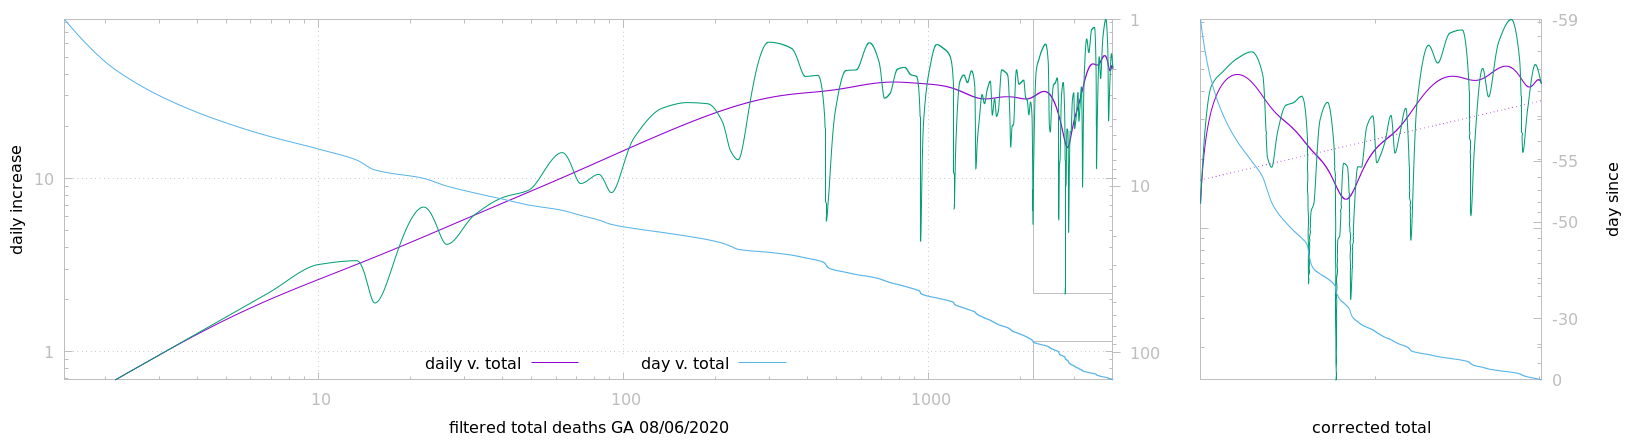 1
-59
daily increase
10
10
-55
-50
day since
-30
1
daily v. total
day v. total
100
0
10
100
1000
filtered total deaths GA 08/06/2020
corrected total